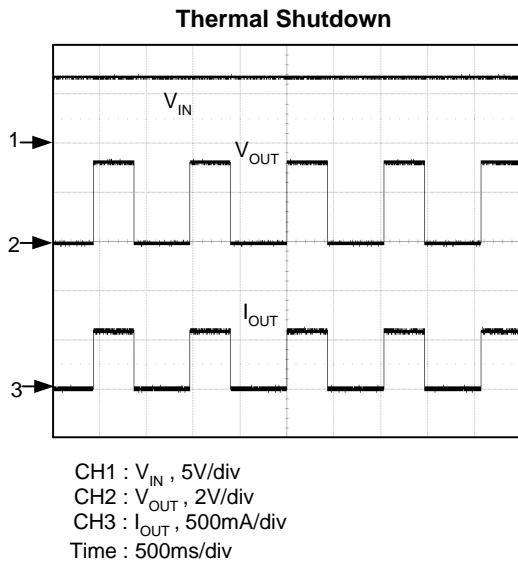 Thermal Shutdown
V_IN
1
V_OUT
2
I_OUT
3
CH1 : V_IN , 5V/div
CH2 : V_OUT , 2V/div
CH3 : I_OUT , 500mA/div
Time : 500ms/div